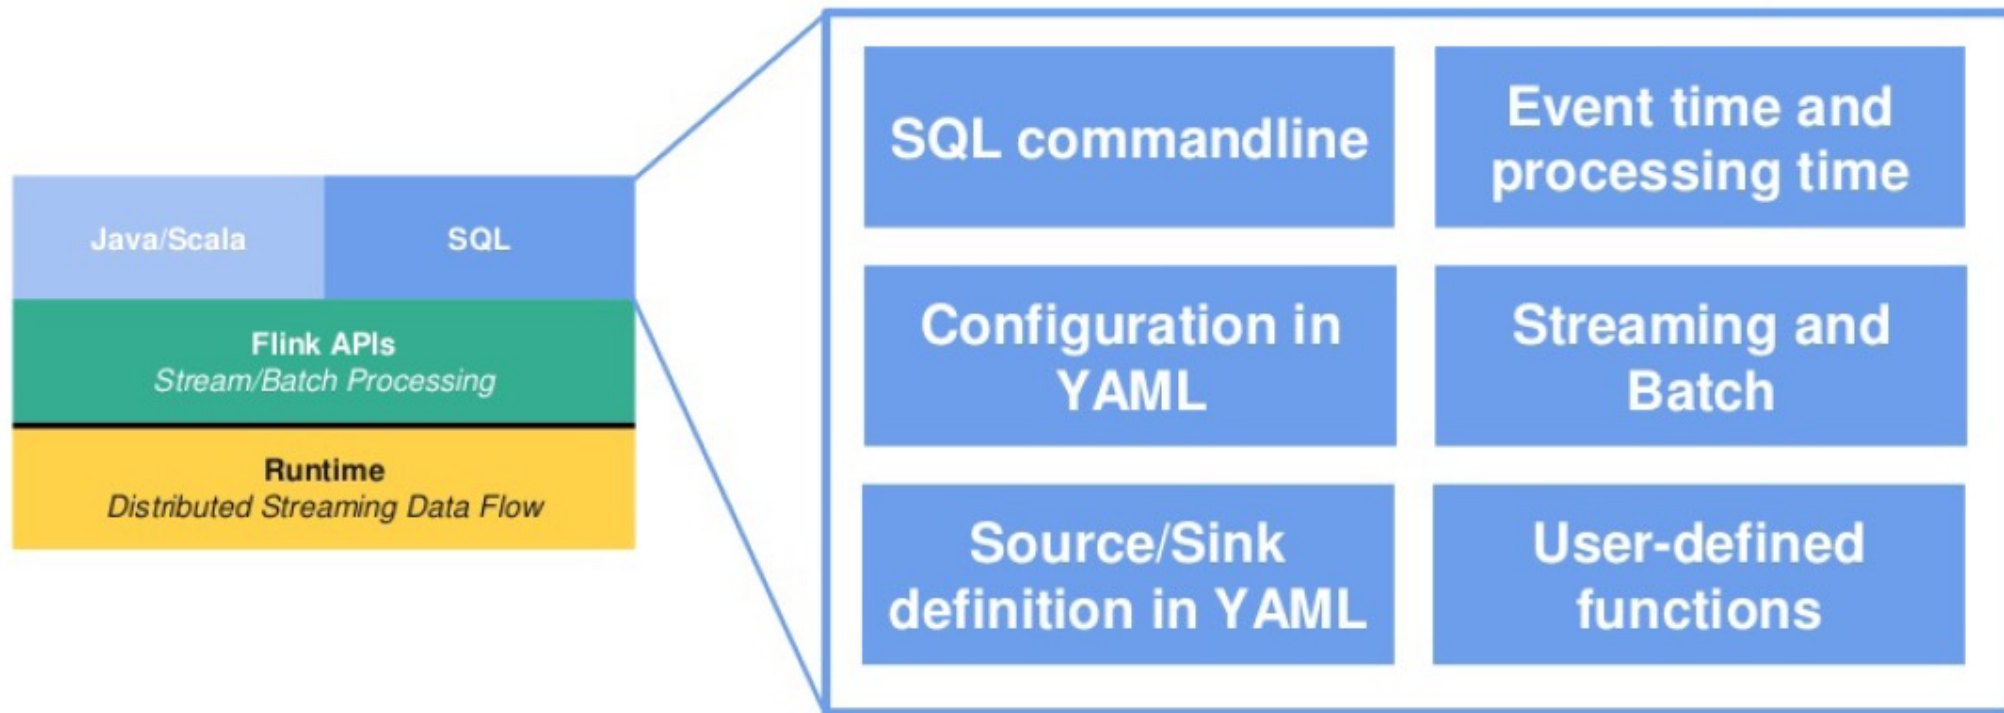 Java/Scala
SQL
Flink APIs
Stream/Batch Processing
Runtime
Distributed Streaming Data Flow
SQL commandline
Event time and
processing time
Configuration in
YAML
Streaming and
Batch
Source/Sink
definition in YAML
User-defined
functions